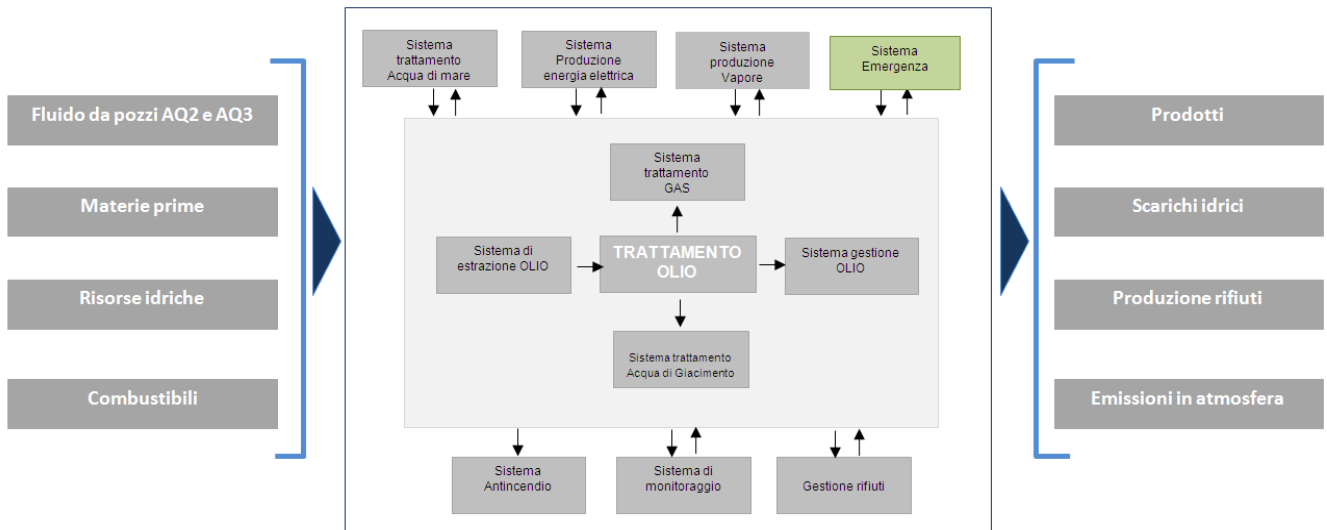 Fluido da pozzi AQ2 e AQ3
Materie prime
Risorse idriche
Combustibili
Sistema
trattamento
Acqua di mare
Sistema
Produzione
energia elettrica
Sistema
produzione
Vapore
Sistema
Emergenza
Sistema
trattamento
GAS
Sistema di
estrazione OLIO
TRATTAMENTO
OLIO
Sistema gestione
OLIO
Sistema trattamento
Acqua di Giacimento
Sistema
Antincendio
Sistema di
monitoraggio
Gestione rifiuti
Prodotti
Scarichi idrici
Produzione rifiuti
Emissioni in atmosfera